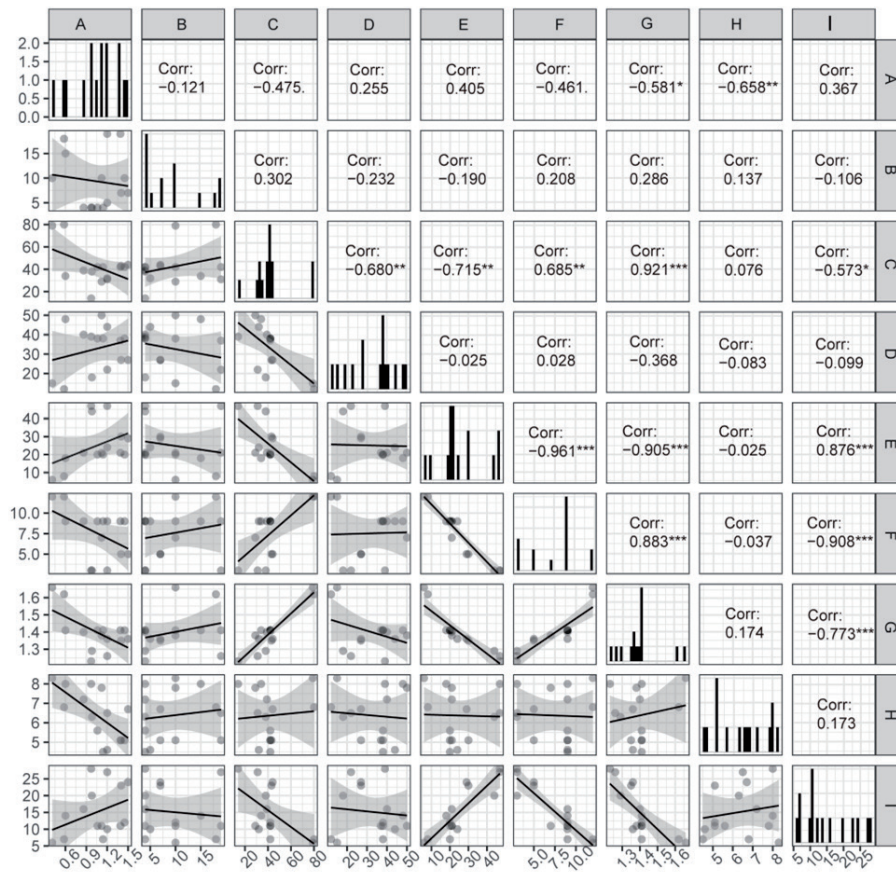 A B C D E F G H I
2.0
1.5
1.0
0.5
0.0
Corr: Corr: Corr: Corr: Corr: Corr: Corr: Corr:
−0.121 −0.475. 0.255 0.405 −0.461. −0.581* −0.658** 0.367
A
15
10
5
Corr: Corr: Corr: Corr: Corr: Corr: Corr:
0.302 −0.232 −0.190 0.208 0.286 0.137 −0.106
B
80
60
40
20
Corr: Corr: Corr: Corr: Corr: Corr:
−0.680** −0.715** 0.685** 0.921*** 0.076 −0.573*
C
50
40
30
20
Corr: Corr: Corr: Corr: Corr:
−0.025 0.028 −0.368 −0.083 −0.099
D
40
30
20
10
Corr: Corr: Corr: Corr:
−0.961*** −0.905*** −0.025 0.876***
E
10.0
7.5
5.0
Corr: Corr: Corr:
0.883*** −0.037 −0.908***
F
1.6
1.5
1.4
1.3
Corr: Corr:
0.174 −0.773***
G
8
7
6
5
Corr:
0.173
H
25
20
15
10
5
I
0.6 0.9 1.2 1.5 5 10 15 20 40 60 80 20 30 40 50 10 20 30 40 5.0 7.5 10.0 1.3 1.4 1.5 1.6 5 6 7 8 5 10 15 20 25